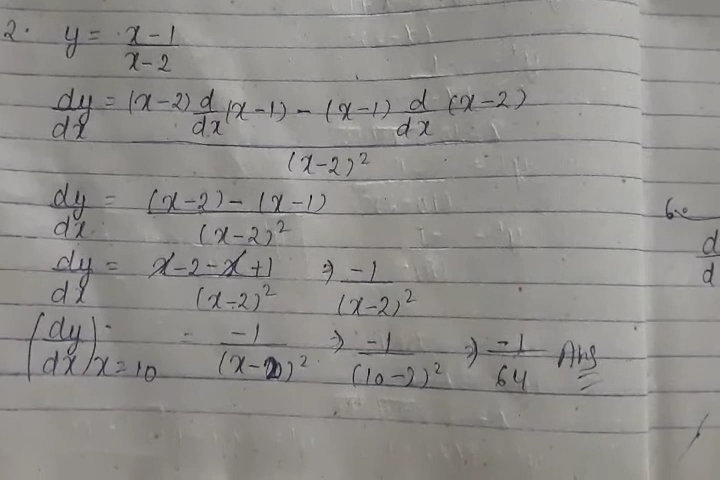 2. y = x-1 / x-2
dy/dx = (x-2) d/dx (x-1) - (x-1) d/dx (x-2) / (x-2)²
dy/dx = (x-2) - (x-1) / (x-2)²
dy/dx = x-2-x+1 / (x-2)² ⇒ -1 / (x-2)²
(dy/dx) x=10 = -1 / (x-2)² ⇒ -1 / (10-2)² ⇒ -1 / 64 Ans
6.
d
d